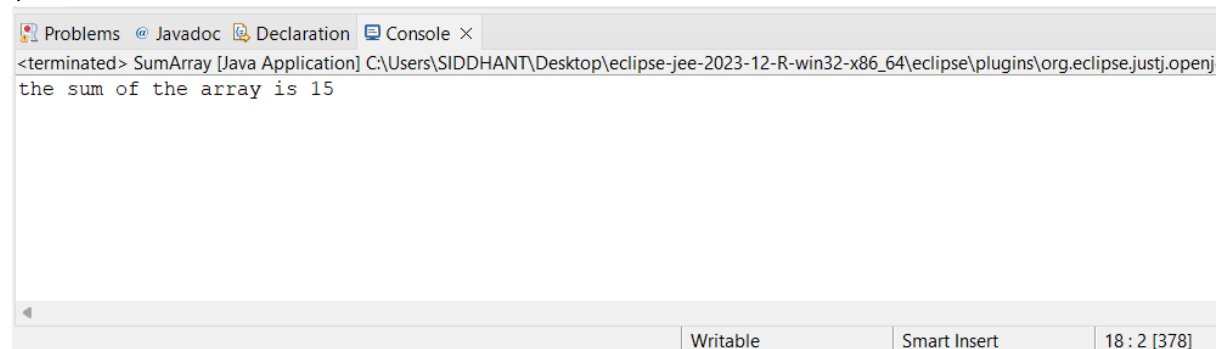 Problems @ Javadoc Declaration Console ×
<terminated> SumArray [Java Application] C:\Users\SIDDHANT\Desktop\eclipse-jee-2023-12-R-win32-x86_64\eclipse\plugins\org.eclipse.justj.openj
the sum of the array is 15
Writable Smart Insert 18 : 2 [378]